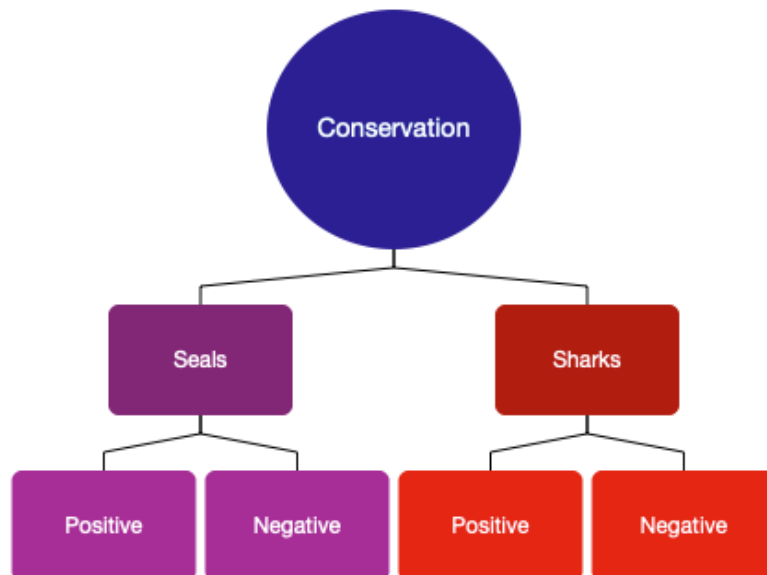 Conservation
Seals
Sharks
Positive
Negative
Positive
Negative